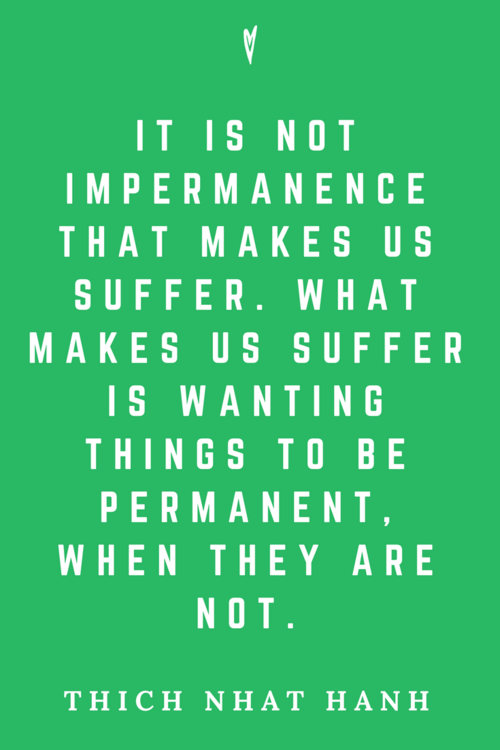 IT IS NOT
IMPERMANENCE
THAT MAKES US
SUFFER. WHAT
MAKES US SUFFER
IS WANTING
THINGS TO BE
PERMANENT,
WHEN THEY ARE
NOT.
THICH NHAT HANH